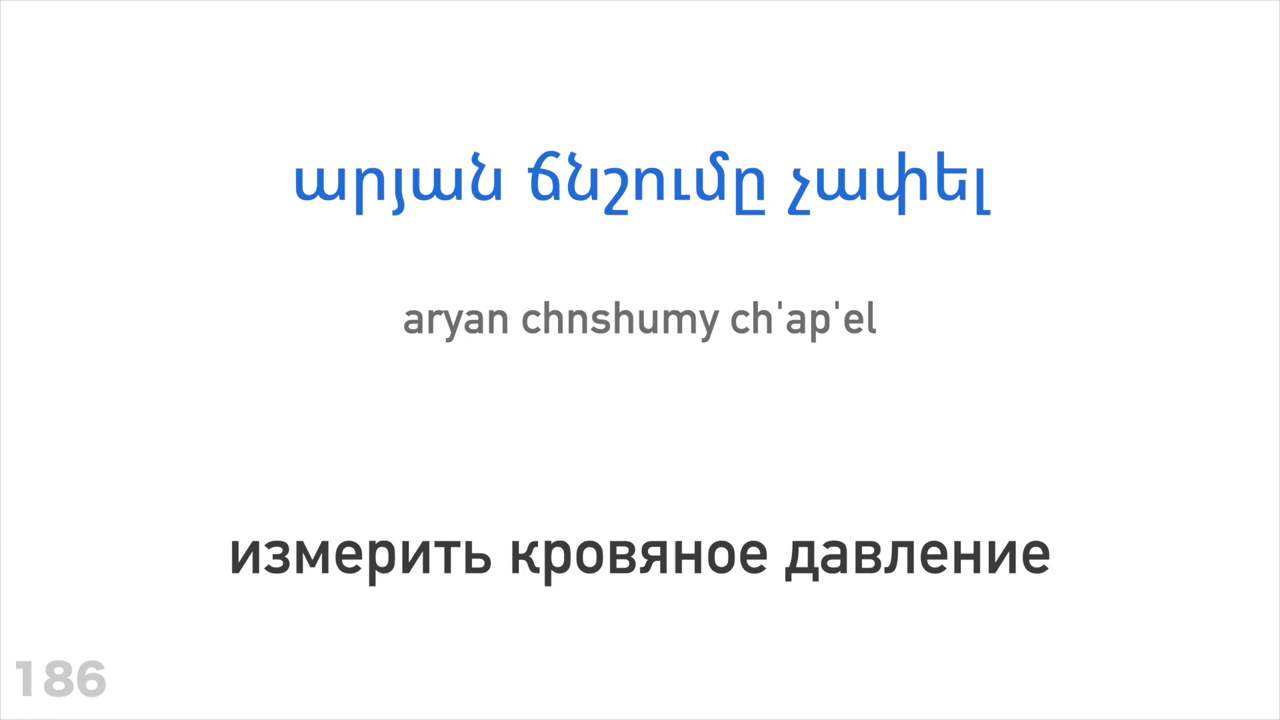 արյան ճնշումը չափել
aryan chnshumy ch'ap'el
измерить кровяное давление
186